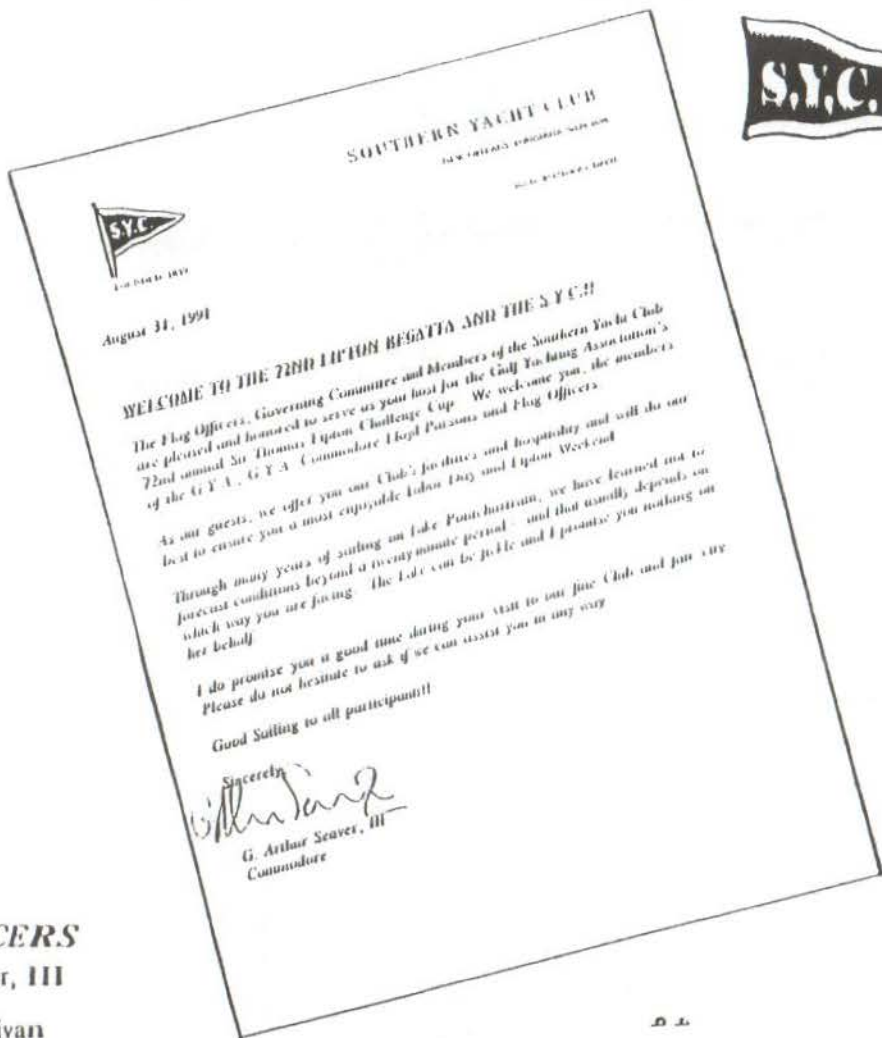 S.Y.C.
SOUTHERN YACHT CLUB
S.Y.C.
August 31, 1991
WELCOME TO THE 72ND LIPTON REGATTA AND THE S.Y.C.!!
The Flag Officers, Governing Committee and Members of the Southern Yacht Club
are pleased and honored to serve as your host for the Gulf Yachting Association's
72nd annual Sir Thomas Lipton Challenge Cup. We welcome you, the members
of the G.Y.A., G.Y.A. Commodore Lloyd Parsons and Flag Officers.
As our guests, we offer you our Club's facilities and hospitality and will do our
best to ensure you a most enjoyable Labor Day and Lipton Weekend
Through many years of sailing on Lake Pontchartrain, we have learned not to
forecast conditions beyond a twenty minute period - and that usually depends on
which way you are facing. The Lake can be fickle and I promise you nothing on
her behalf
I do promise you a good time during your visit to our fine Club and fair city
Please do not hesitate to ask if we can assist you in any way
Good Sailing to all participants!!
Sincerely,
G. Arthur Seaver, III
Commodore
CERS
r, III
ivan